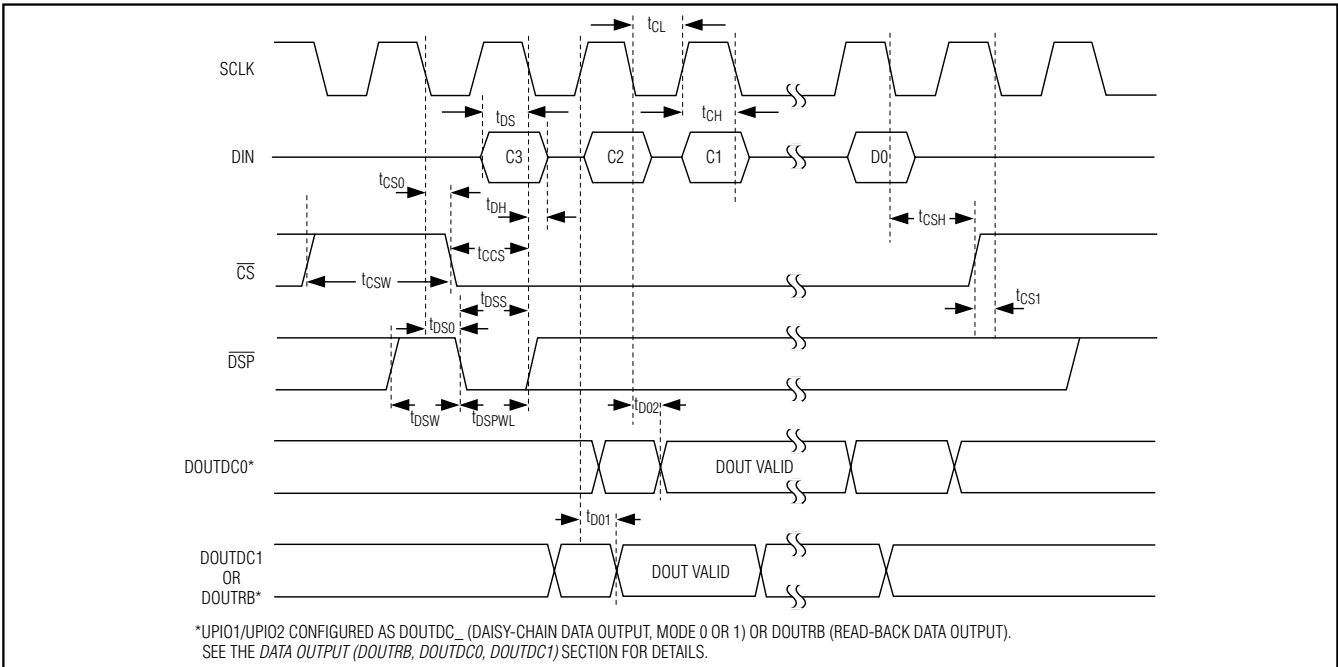 tCL
SCLK
tDS
tCH
DIN
C3
C2
C1
D0
tCS0
tDH
tCSH
tCCS
CS
tCSW
tDSS
tCS1
tDS0
DSP
tDSW
tDSPWL
tD02
DOUTDC0*
DOUT VALID
tD01
DOUTDC1
OR
DOUTRB*
DOUT VALID
*UPIO1/UPIO2 CONFIGURED AS DOUTDC_ (DAISY-CHAIN DATA OUTPUT, MODE 0 OR 1) OR DOUTRB (READ-BACK DATA OUTPUT).
SEE THE DATA OUTPUT (DOUTRB, DOUTDC0, DOUTDC1) SECTION FOR DETAILS.